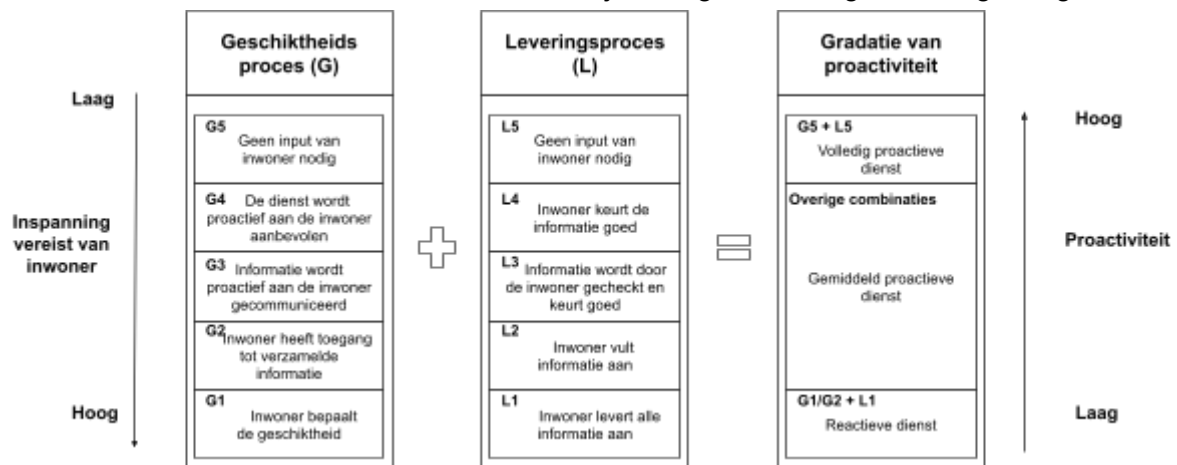 Geschiktheids
proces (G)
Leveringsproces
(L)
Gradatie van
proactiviteit
Laag
Inspanning
vereist van
inwoner
Hoog
G5
Geen input van
inwoner nodig
G4 De dienst wordt
proactief aan de inwoner
aanbevolen
G3 Informatie wordt
proactief aan de inwoner
gecommuniceerd
G2 Inwoner heeft toegang
tot verzamelde
informatie
G1
Inwoner bepaalt
de geschiktheid
L5
Geen input van
inwoner nodig
L4
Inwoner keurt de
informatie goed
L3 Informatie wordt door
de inwoner gecheckt en
keurt goed
L2
Inwoner vult
informatie aan
L1
Inwoner levert alle
informatie aan
G5 + L5
Volledig proactieve
dienst
Overige combinaties
Gemiddeld proactieve
dienst
G1/G2 + L1
Reactieve dienst
Hoog
Proactiviteit
Laag